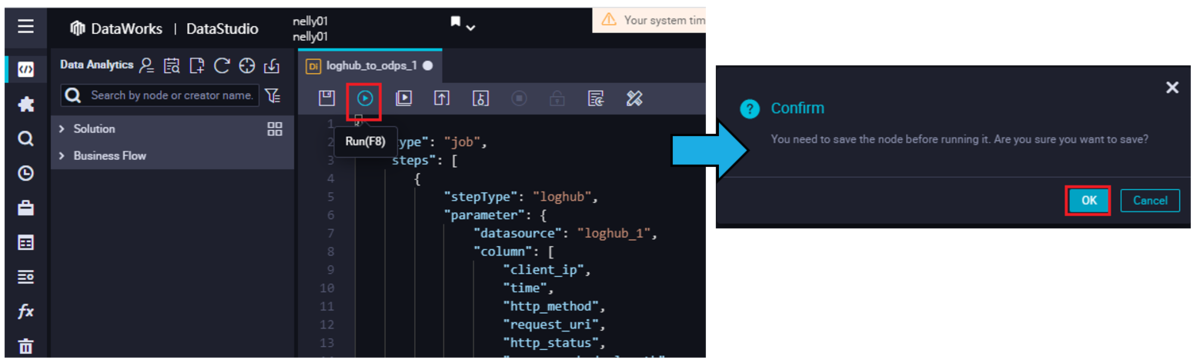 DataWorks | DataStudio
nelly01
nelly01
Your system tim
Data Analytics
DI loghub_to_odps_1
Search by node or creator name.
Solution
Business Flow
Run(F8)
1
2 ype": "job",
3 steps": [
4 {
5 "stepType": "loghub",
6 "parameter": {
7 "datasource": "loghub_1",
8 "column": [
9 "client_ip",
10 "time",
11 "http_method",
12 "request_uri",
13 "http_status",
fx
Confirm
You need to save the node before running it. Are you sure you want to save?
OK
Cancel